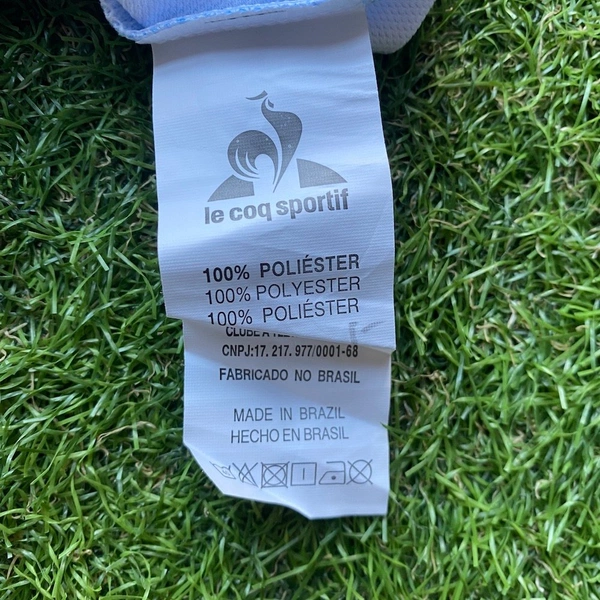 le coq sportif
100% POLIÉSTER
100% POLYESTER
100% POLIÉSTER
CNPJ:17. 217. 977/0001-68
FABRICADO NO BRASIL
MADE IN BRAZIL
HECHO EN BRASIL